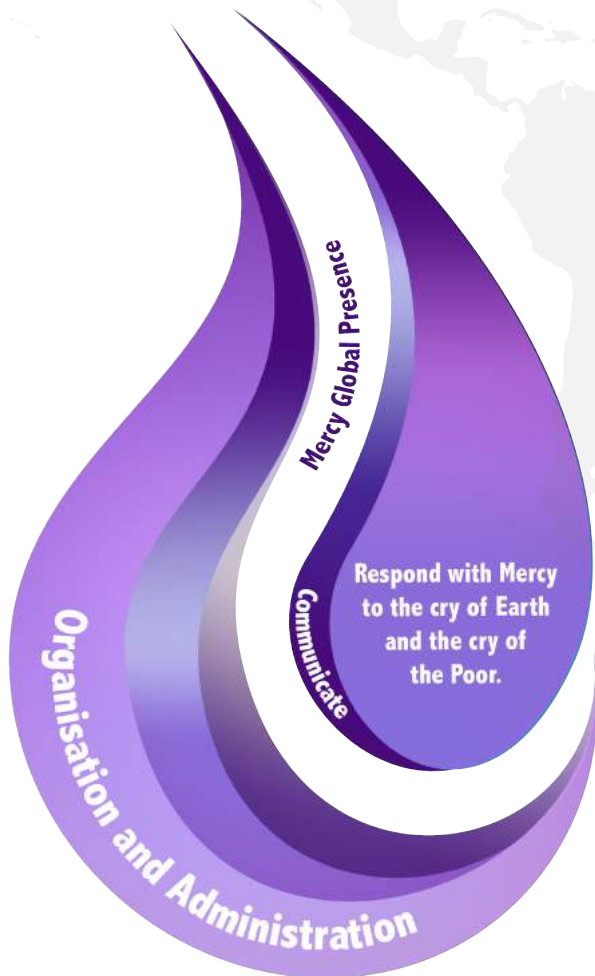 Mercy Global Presence
Communicate
Respond with Mercy
to the cry of Earth
and the cry of
the Poor.
Organisation and Administration